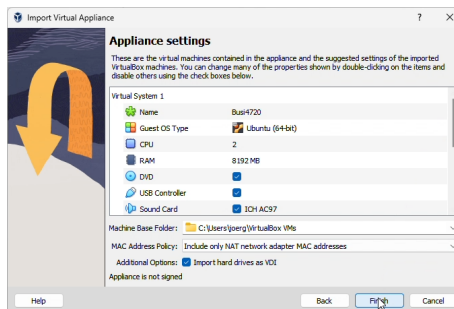 Import Virtual Appliance
Appliance settings
These are the virtual machines contained in the appliance and the suggested settings of the imported
VirtualBox machines. You can change many of the properties shown by double-clicking on the items and
disable others using the check boxes below.
Virtual System 1
Name Busi4720
Guest OS Type Ubuntu (64-bit)
CPU 2
RAM 8192 MB
DVD
USB Controller
Sound Card ICH AC97
Machine Base Folder: C:\Users\joerg\VirtualBox VMs
MAC Address Policy: Include only NAT network adapter MAC addresses
Additional Options: Import hard drives as VDI
Appliance is not signed
Help Back Finish Cancel